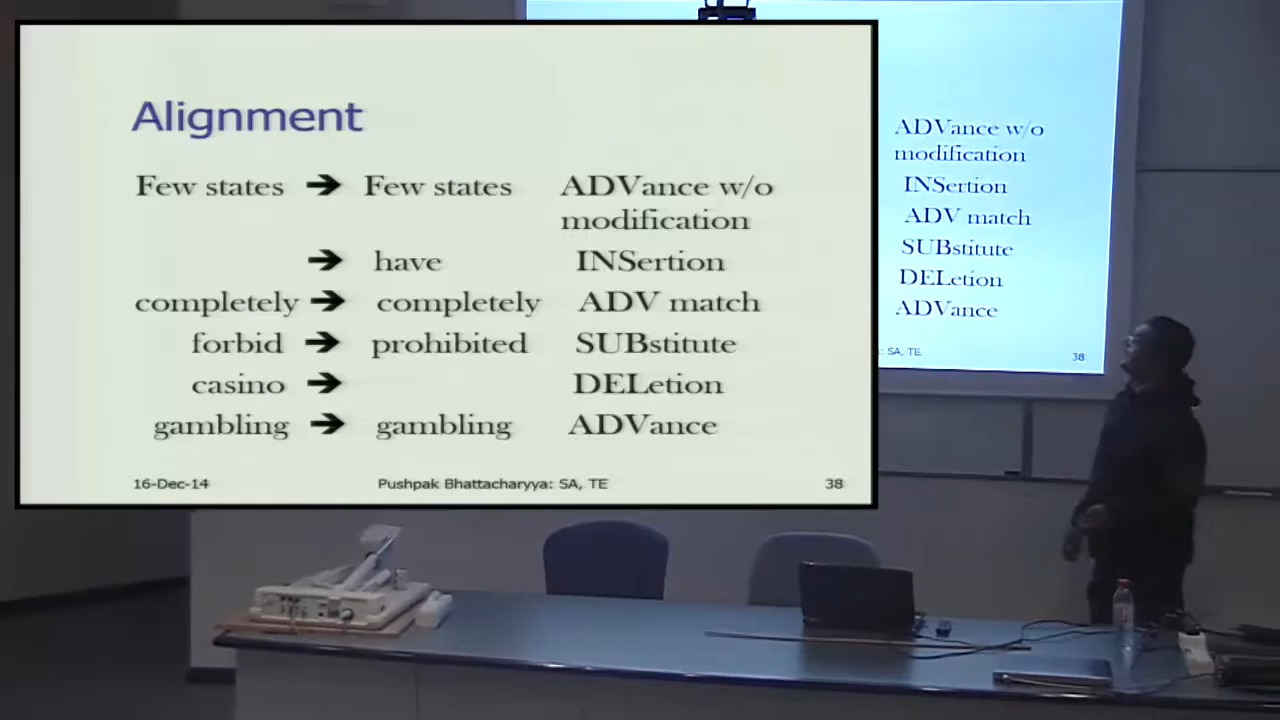 Alignment
Few states ➔ Few states ADVance w/o
modification
➔ have INSertion
completely ➔ completely ADV match
forbid ➔ prohibited SUBstitute
casino ➔ DELetion
gambling ➔ gambling ADVance
16-Dec-14 Pushpak Bhattacharyya: SA, TE 38
ADVance w/o
modification
INSertion
ADV match
SUBstitute
DELetion
ADVance
: SA, TE 38